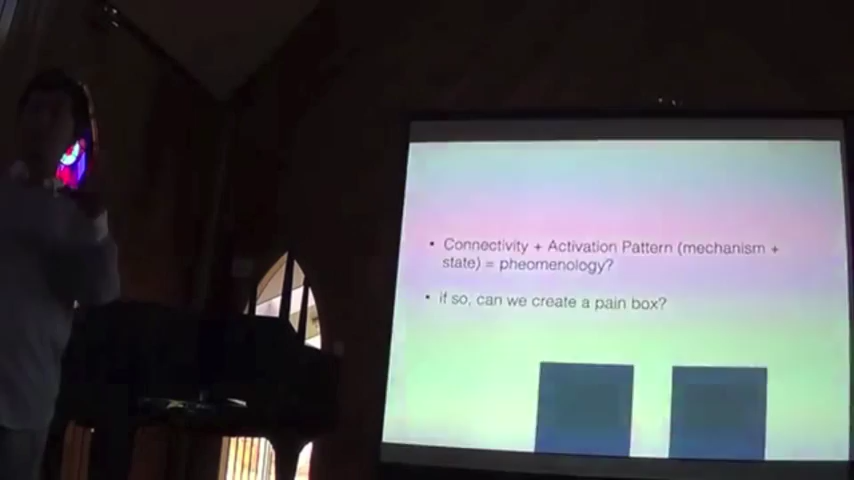 • Connectivity + Activation Pattern (mechanism +
state) = pheomenology?
• if so, can we create a pain box?